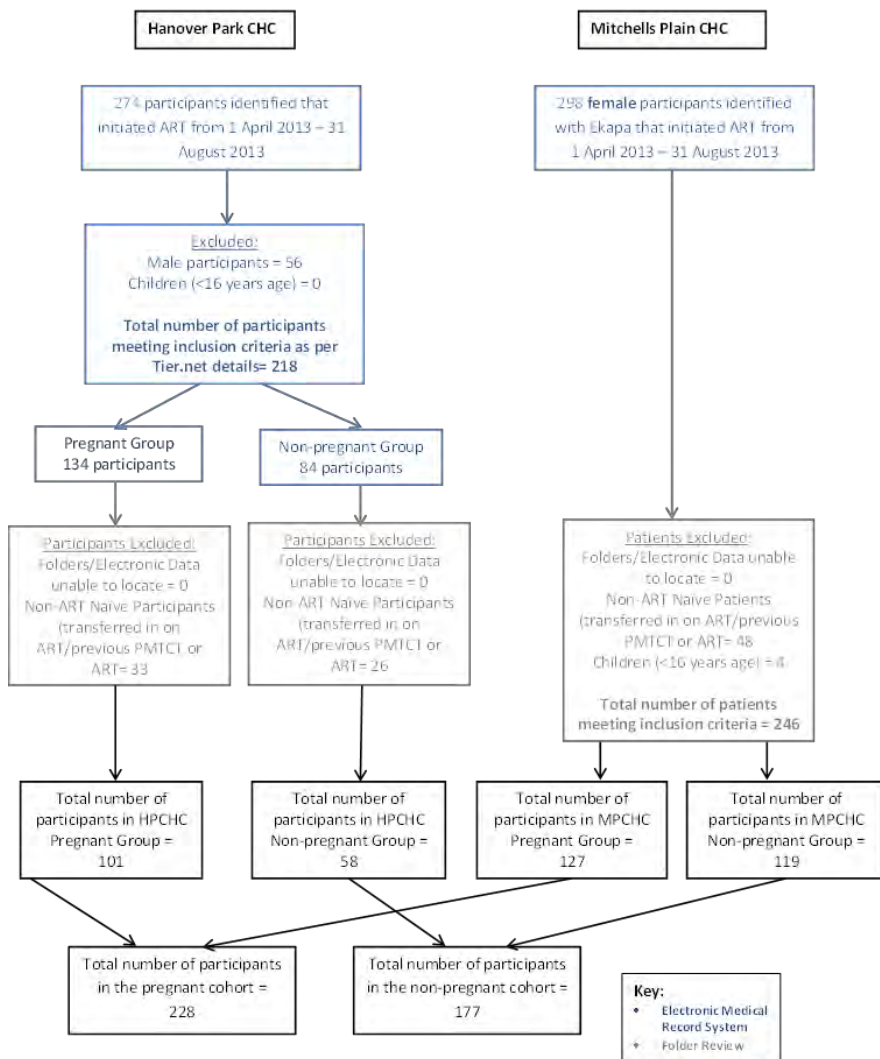 Hanover Park CHC
Mitchells Plain CHC
274 participants identified that
initiated ART from 1 April 2013 – 31
August 2013
298 female participants identified
with Ekapa that initiated ART from
1 April 2013 – 31 August 2013
Excluded:
Male participants = 56
Children (<16 years age) = 0
Total number of participants
meeting inclusion criteria as per
Tier.net details= 218
Pregnant Group
134 participants
Non-pregnant Group
84 participants
Participants Excluded:
Folders/Electronic Data
unable to locate = 0
Non-ART Naïve Participants
(transferred in on
ART/previous PMTCT or
ART= 33
Participants Excluded:
Folders/Electronic Data
unable to locate = 0
Non-ART Naïve Participants
(transferred in on
ART/previous PMTCT or
ART= 26
Patients Excluded:
Folders/Electronic Data unable
to locate = 0
Non-ART Naïve Patients
(transferred in on ART/previous
PMTCT or ART= 48
Children (<16 years age) = 4
Total number of patients
meeting inclusion criteria = 246
Total number of
participants in HPCHC
Pregnant Group =
101
Total number of
participants in HPCHC
Non-pregnant Group =
58
Total number of
participants in MPCHC
Pregnant Group =
127
Total number of
participants in MPCHC
Non-pregnant Group =
119
Total number of participants
in the pregnant cohort =
228
Total number of participants
in the non-pregnant cohort =
177
Key:
Electronic Medical
Record System
Folder Review